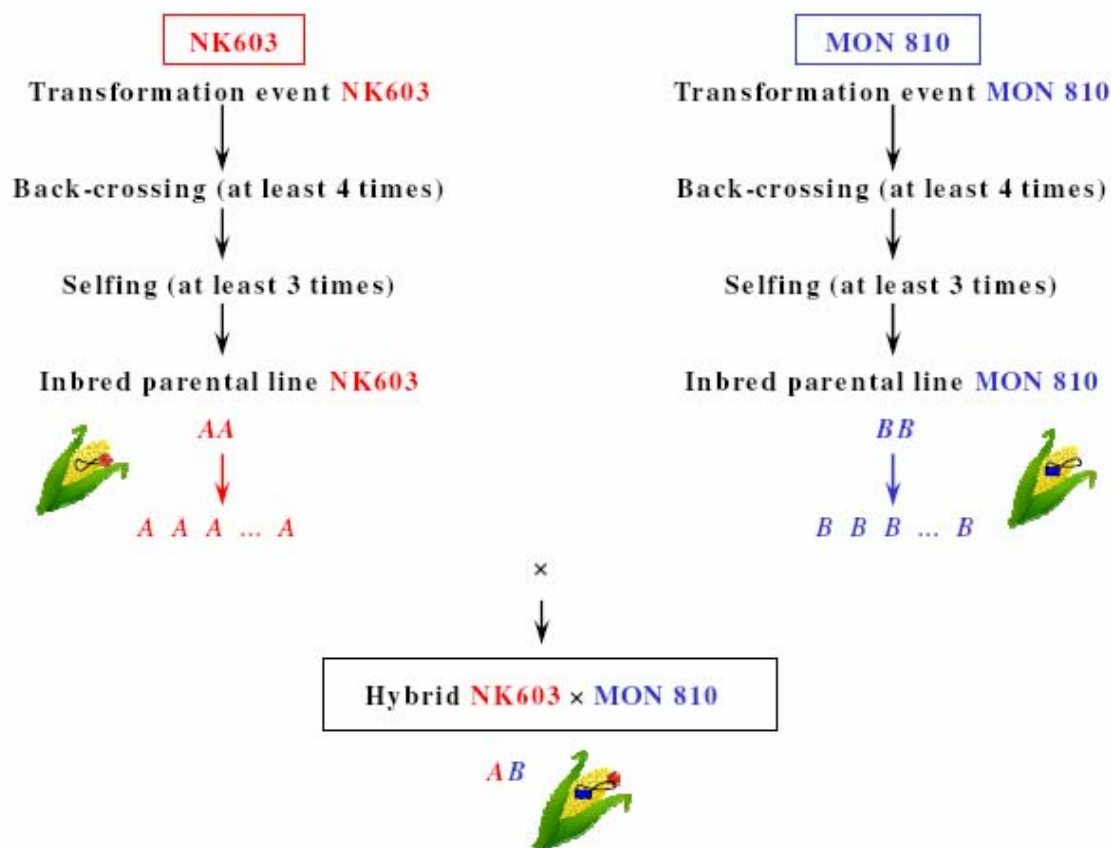 NK603
Transformation event NK603
Back-crossing (at least 4 times)
Selfing (at least 3 times)
Inbred parental line NK603
AA
A A A ... A
MON 810
Transformation event MON 810
Back-crossing (at least 4 times)
Selfing (at least 3 times)
Inbred parental line MON 810
BB
B B B ... B
×
Hybrid NK603 × MON 810
AB